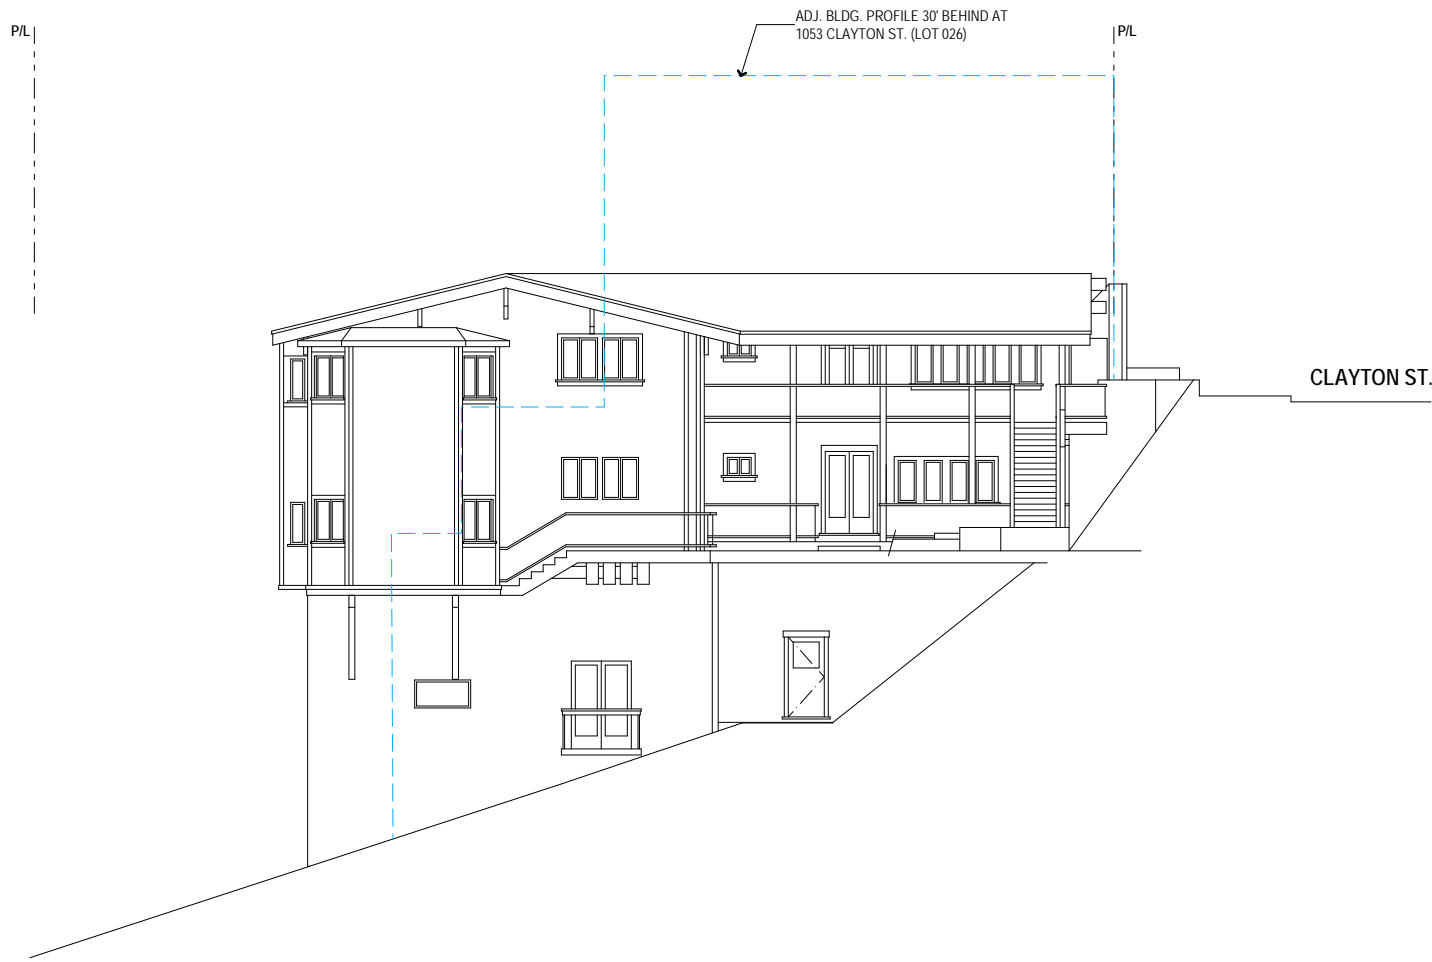 ADJ. BLDG. PROFILE 30' BEHIND AT
1053 CLAYTON ST. (LOT 026)
P/L
P/L
CLAYTON ST.